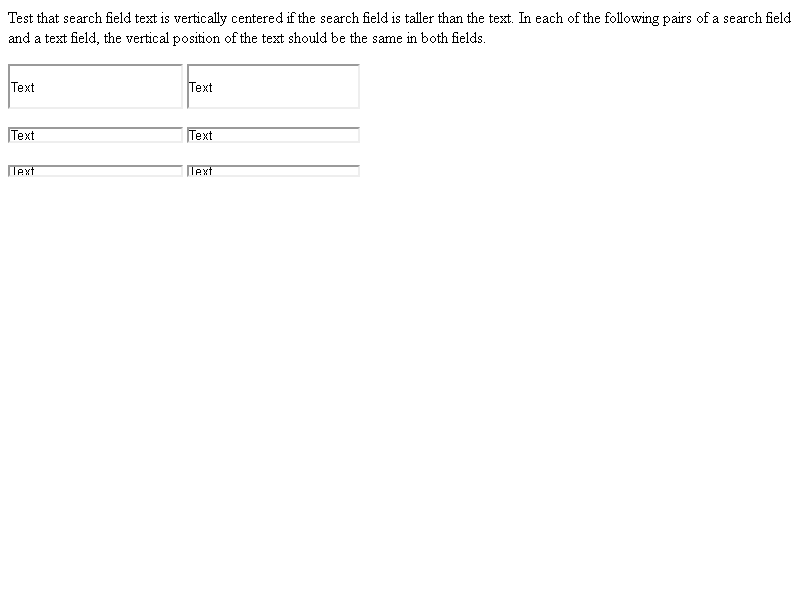 Test that search field text is vertically centered if the search field is taller than the text. In each of the following pairs of a search field
and a text field, the vertical position of the text should be the same in both fields.
Text Text
Text Text
Text Text